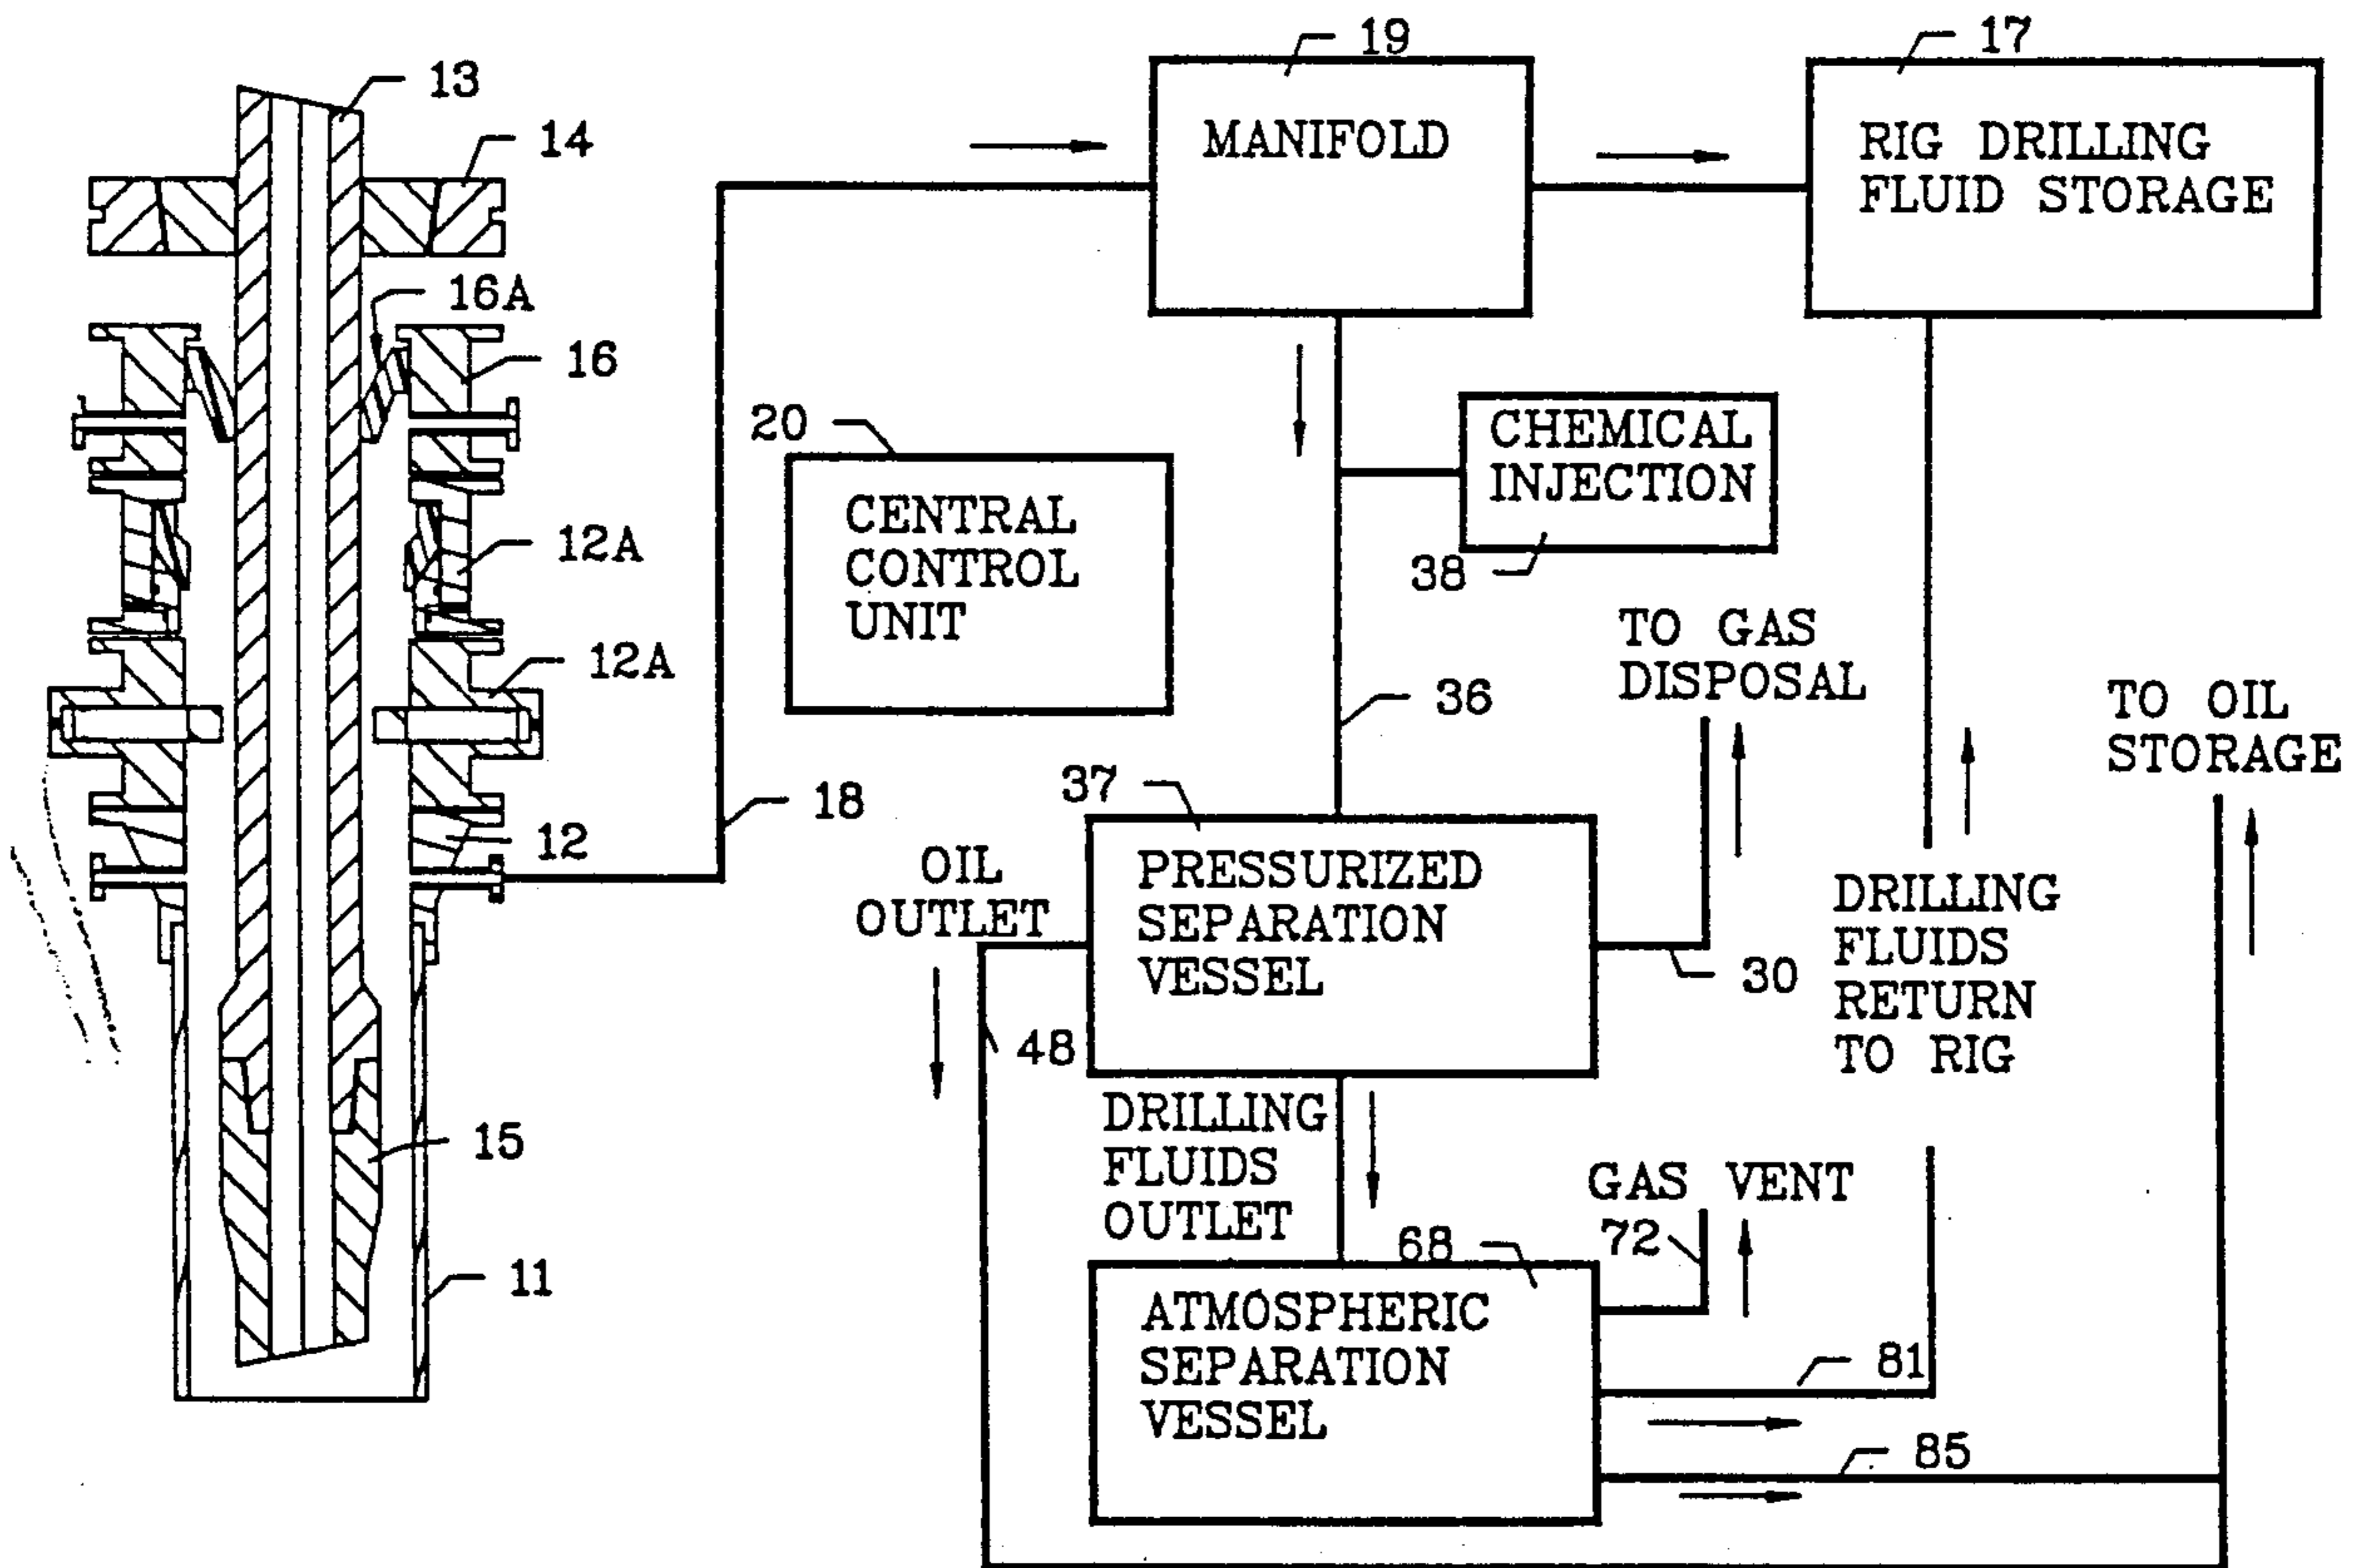 13
14
16A
16
12A
12A
12
15
11
18
19
MANIFOLD
17
RIG DRILLING
FLUID STORAGE
20
CENTRAL
CONTROL
UNIT
CHEMICAL
INJECTION
38
36
TO GAS
DISPOSAL
TO OIL
STORAGE
37
PRESSURIZED
SEPARATION
VESSEL
OIL
OUTLET
30
48
DRILLING
FLUIDS
RETURN
TO RIG
DRILLING
FLUIDS
OUTLET
GAS VENT
72
68
ATMOSPHERIC
SEPARATION
VESSEL
81
85